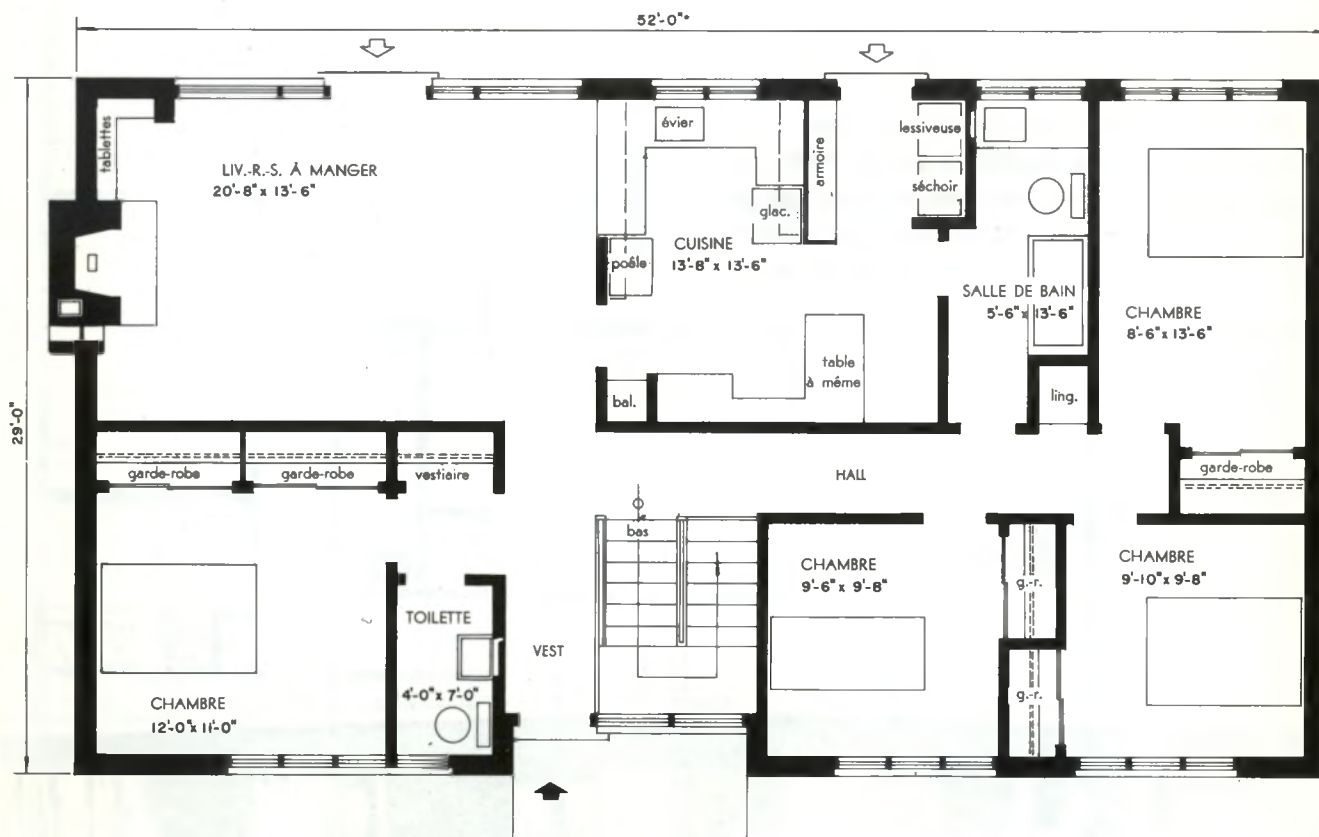 52'-0"
29'-0"
tablettes
LIV.-R.-S. À MANGER
20'-8" x 13'-6"
évier
armoire
lessiveuse
séchoir
glac.
poêle
CUISINE
13'-8" x 13'-6"
SALLE DE BAIN
5'-6" x 13'-6"
CHAMBRE
8'-6" x 13'-6"
table
à même
bal.
ling.
garde-robe
garde-robe
vestiaire
HALL
garde-robe
bas
CHAMBRE
9'-6" x 9'-8"
g.-r.
CHAMBRE
9'-10" x 9'-8"
TOILETTE
4'-0" x 7'-0"
VEST
g.-r.
CHAMBRE
12'-0" x 11'-0"